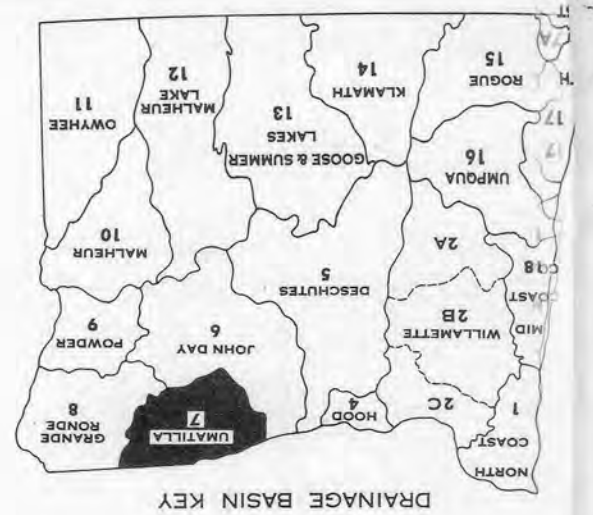 DRAINAGE BASIN KEY
NORTH
COAST
1
2C
HOOD
4
UMATILLA
7
GRANDE
RONDE
8
JOHN DAY
6
POWDER
9
MID
COAST
18
WILLAMETTE
2B
2A
DESCHUTES
5
MALHEUR
10
UMPQUA
16
17
ROGUE
15
KLAMATH
14
GOOSE & SUMMER
LAKES
13
MALHEUR
LAKE
12
OWYHEE
11